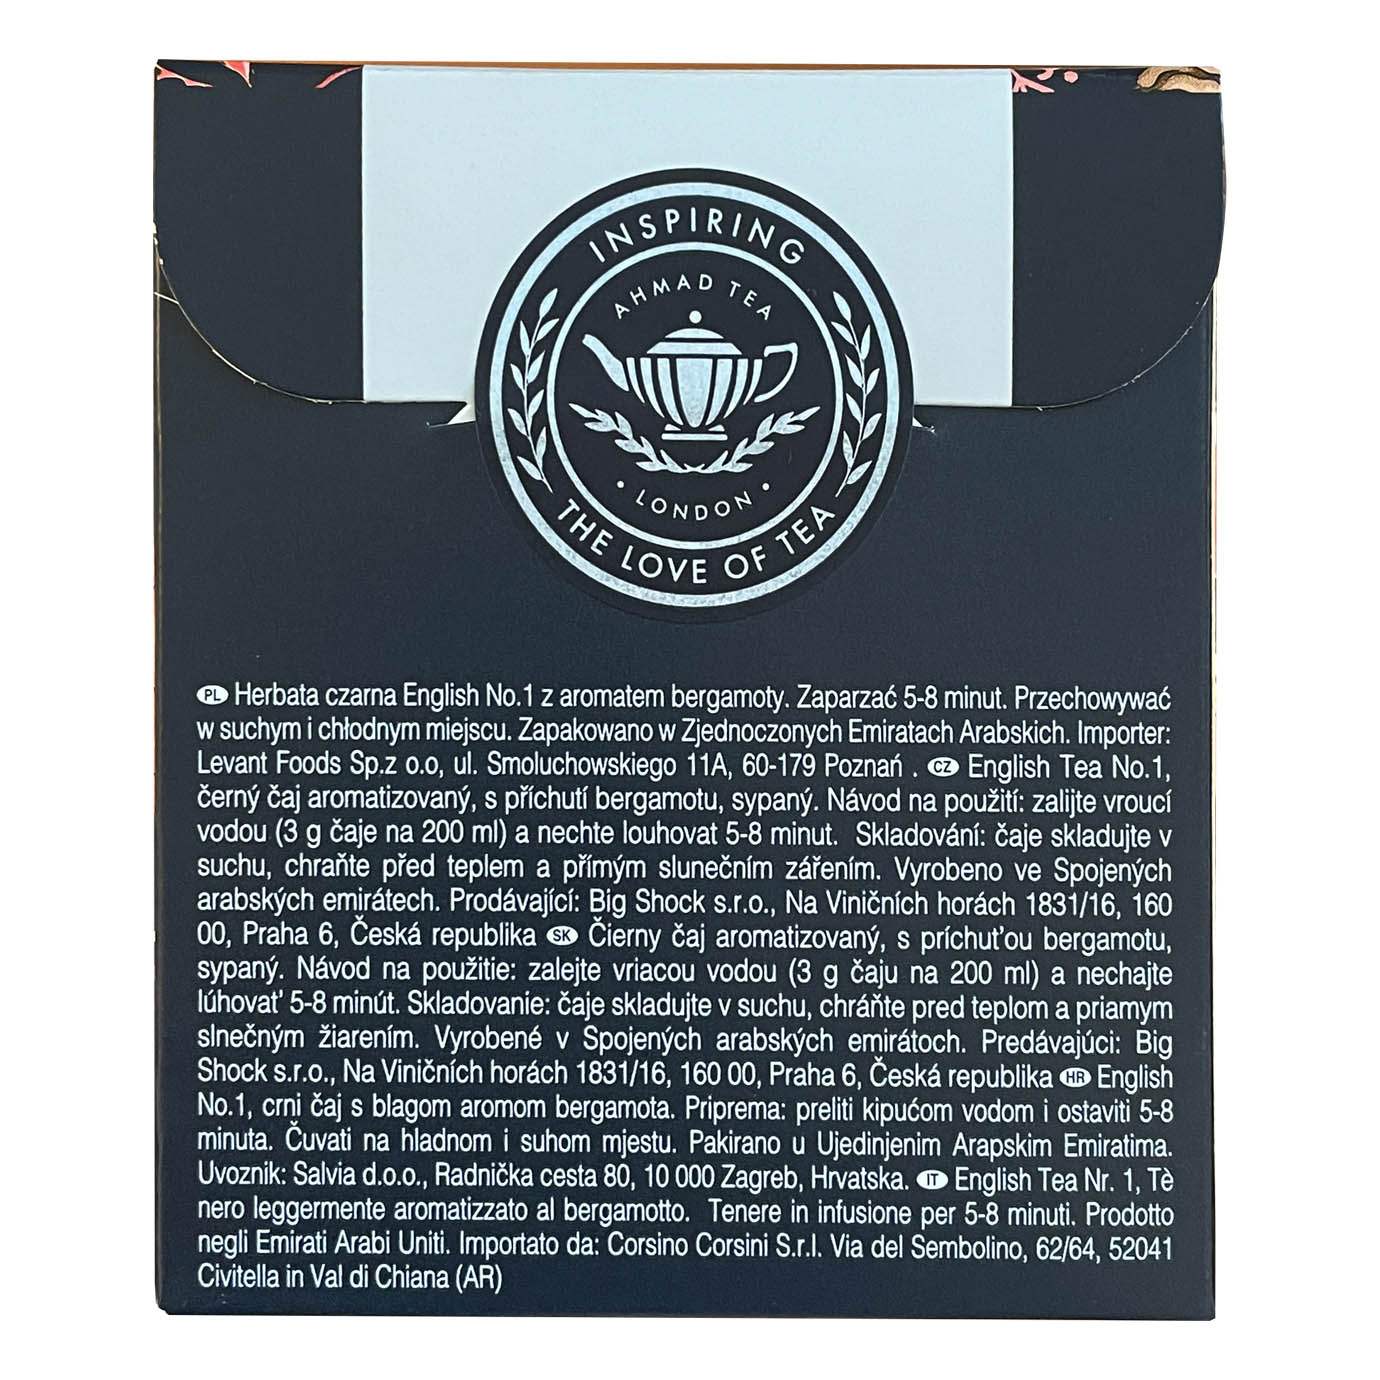 INSPIRING
AHMAD TEA
• LONDON •
THE LOVE OF TEA
PL Herbata czarna English No.1 z aromatem bergamoty. Zaparzać 5-8 minut. Przechowywać
w suchym i chłodnym miejscu. Zapakowano w Zjednoczonych Emiratach Arabskich. Importer:
Levant Foods Sp.z o.o, ul. Smoluchowskiego 11A, 60-179 Poznań . CZ English Tea No.1,
černý čaj aromatizovaný, s příchutí bergamotu, sypaný. Návod na použití: zalijte vroucí
vodou (3 g čaje na 200 ml) a nechte louhovat 5-8 minut. Skladování: čaje skladujte v
suchu, chraňte před teplem a přímým slunečním zářením. Vyrobeno ve Spojených
arabských emirátech. Prodávající: Big Shock s.r.o., Na Viničních horách 1831/16, 160
00, Praha 6, Česká republika SK Čierny čaj aromatizovaný, s príchuťou bergamotu,
sypaný. Návod na použitie: zalejte vriacou vodou (3 g čaju na 200 ml) a nechajte
lúhovať 5-8 minút. Skladovanie: čaje skladujte v suchu, chráňte pred teplom a priamym
slnečným žiarením. Vyrobené v Spojených arabských emirátoch. Predávajúci: Big
Shock s.r.o., Na Viničních horách 1831/16, 160 00, Praha 6, Česká republika HR English
No.1, crni čaj s blagom aromom bergamota. Priprema: preliti kipućom vodom i ostaviti 5-8
minuta. Čuvati na hladnom i suhom mjestu. Pakirano u Ujedinjenim Arapskim Emiratima.
Uvoznik: Salvia d.o.o., Radnička cesta 80, 10 000 Zagreb, Hrvatska. IT English Tea Nr. 1, Tè
nero leggermente aromatizzato al bergamotto. Tenere in infusione per 5-8 minuti. Prodotto
negli Emirati Arabi Uniti. Importato da: Corsino Corsini S.r.l. Via del Sembolino, 62/64, 52041
Civitella in Val di Chiana (AR)